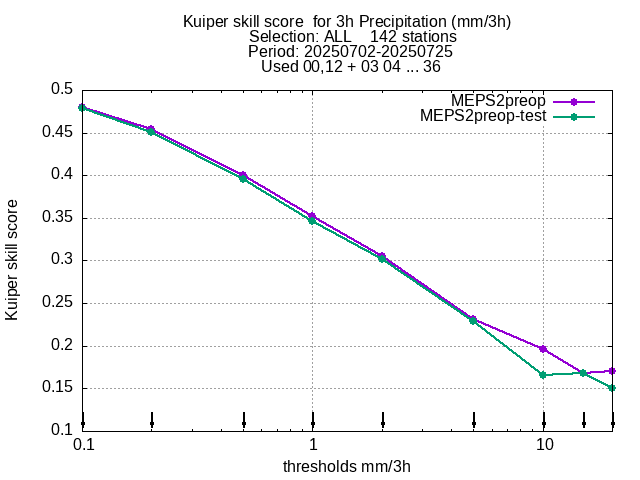 Kuiper skill score  for 3h Precipitation (mm/3h)
Selection: ALL    142 stations
Period: 20250702-20250725
Used 00,12 + 03 04 ... 36
MEPS2preop
MEPS2preop-test
0.5
0.45
0.4
0.35
0.3
0.25
0.2
0.15
0.1
Kuiper skill score
0.1 1 10
thresholds mm/3h